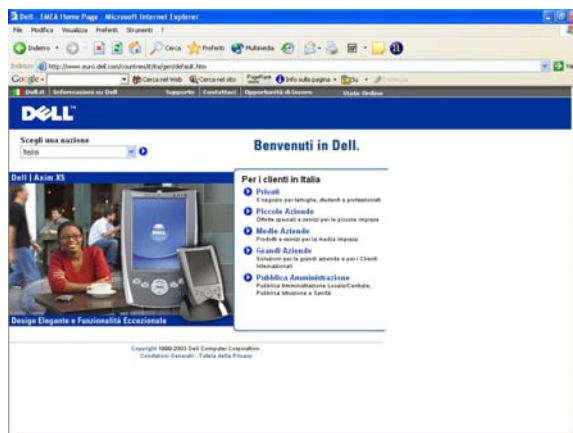 Dell - EMEA Home Page - Microsoft Internet Explorer
File Modifica Visualizza Preferiti Strumenti ?
Indietro Cerca Preferiti Multimedia
Indirizzo http://www.euro.dell.com/countries/it/ita/gen/default.htm
Google Cerca nel Web Cerca nel sito PageRank Info sulla pagina Su
Dell.it Informazioni su Dell Supporto Contattaci Opportunità di lavoro Stato Ordine
DELL™
Scegli una nazione
Italia
Benvenuti in Dell.
Dell | Axim X5
Per i clienti in Italia
Privati
Il negozio per famiglie, studenti e professionisti
Piccole Aziende
Offerte speciali e servizi per le piccole imprese
Medie Aziende
Prodotti e servizi per la media impresa
Grandi Aziende
Soluzioni per le grandi aziende e per i Clienti
Internazionali
Pubblica Amministrazione
Pubblica Amministrazione Locale/Centrale,
Pubblica Istruzione e Sanità
Design Elegante e Funzionalità Eccezionale
Copyright 1999-2003 Dell Computer Corporation.
Condizioni Generali . Tutela della Privacy